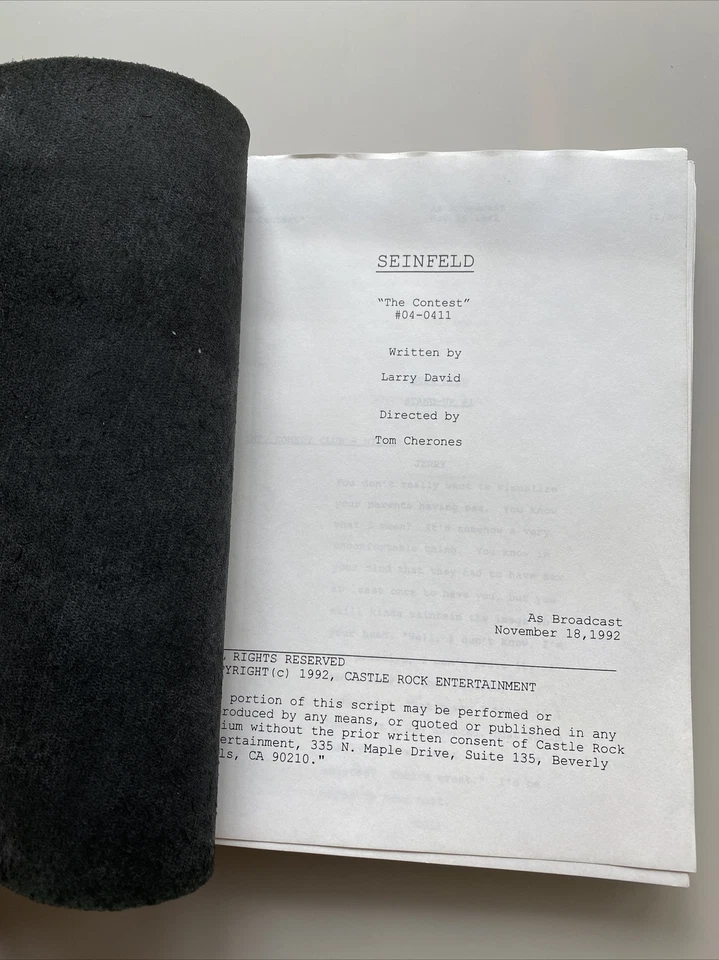 SEINFELD
"The Contest"
#04-0411
Written by
Larry David
Directed by
Tom Cherones
As Broadcast
November 18,1992
RIGHTS RESERVED
YRIGHT(c) 1992, CASTLE ROCK ENTERTAINMENT
portion of this script may be performed or
roduced by any means, or quoted or published in any
ium without the prior written consent of Castle Rock
ertainment, 335 N. Maple Drive, Suite 135, Beverly
ls, CA 90210."